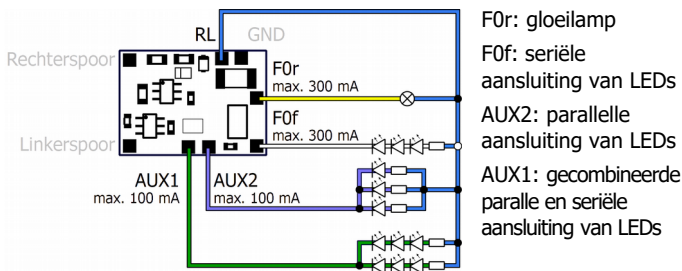 RL
GND
Rechterspoor
F0r
max. 300 mA
F0f
max. 300 mA
Linkerspoor
AUX1
max. 100 mA
AUX2
max. 100 mA
F0r: gloeilamp
F0f: seriële
aansluiting van LEDs
AUX2: parallelle
aansluiting van LEDs
AUX1: gecombineerde
paralle en seriële
aansluiting van LEDs